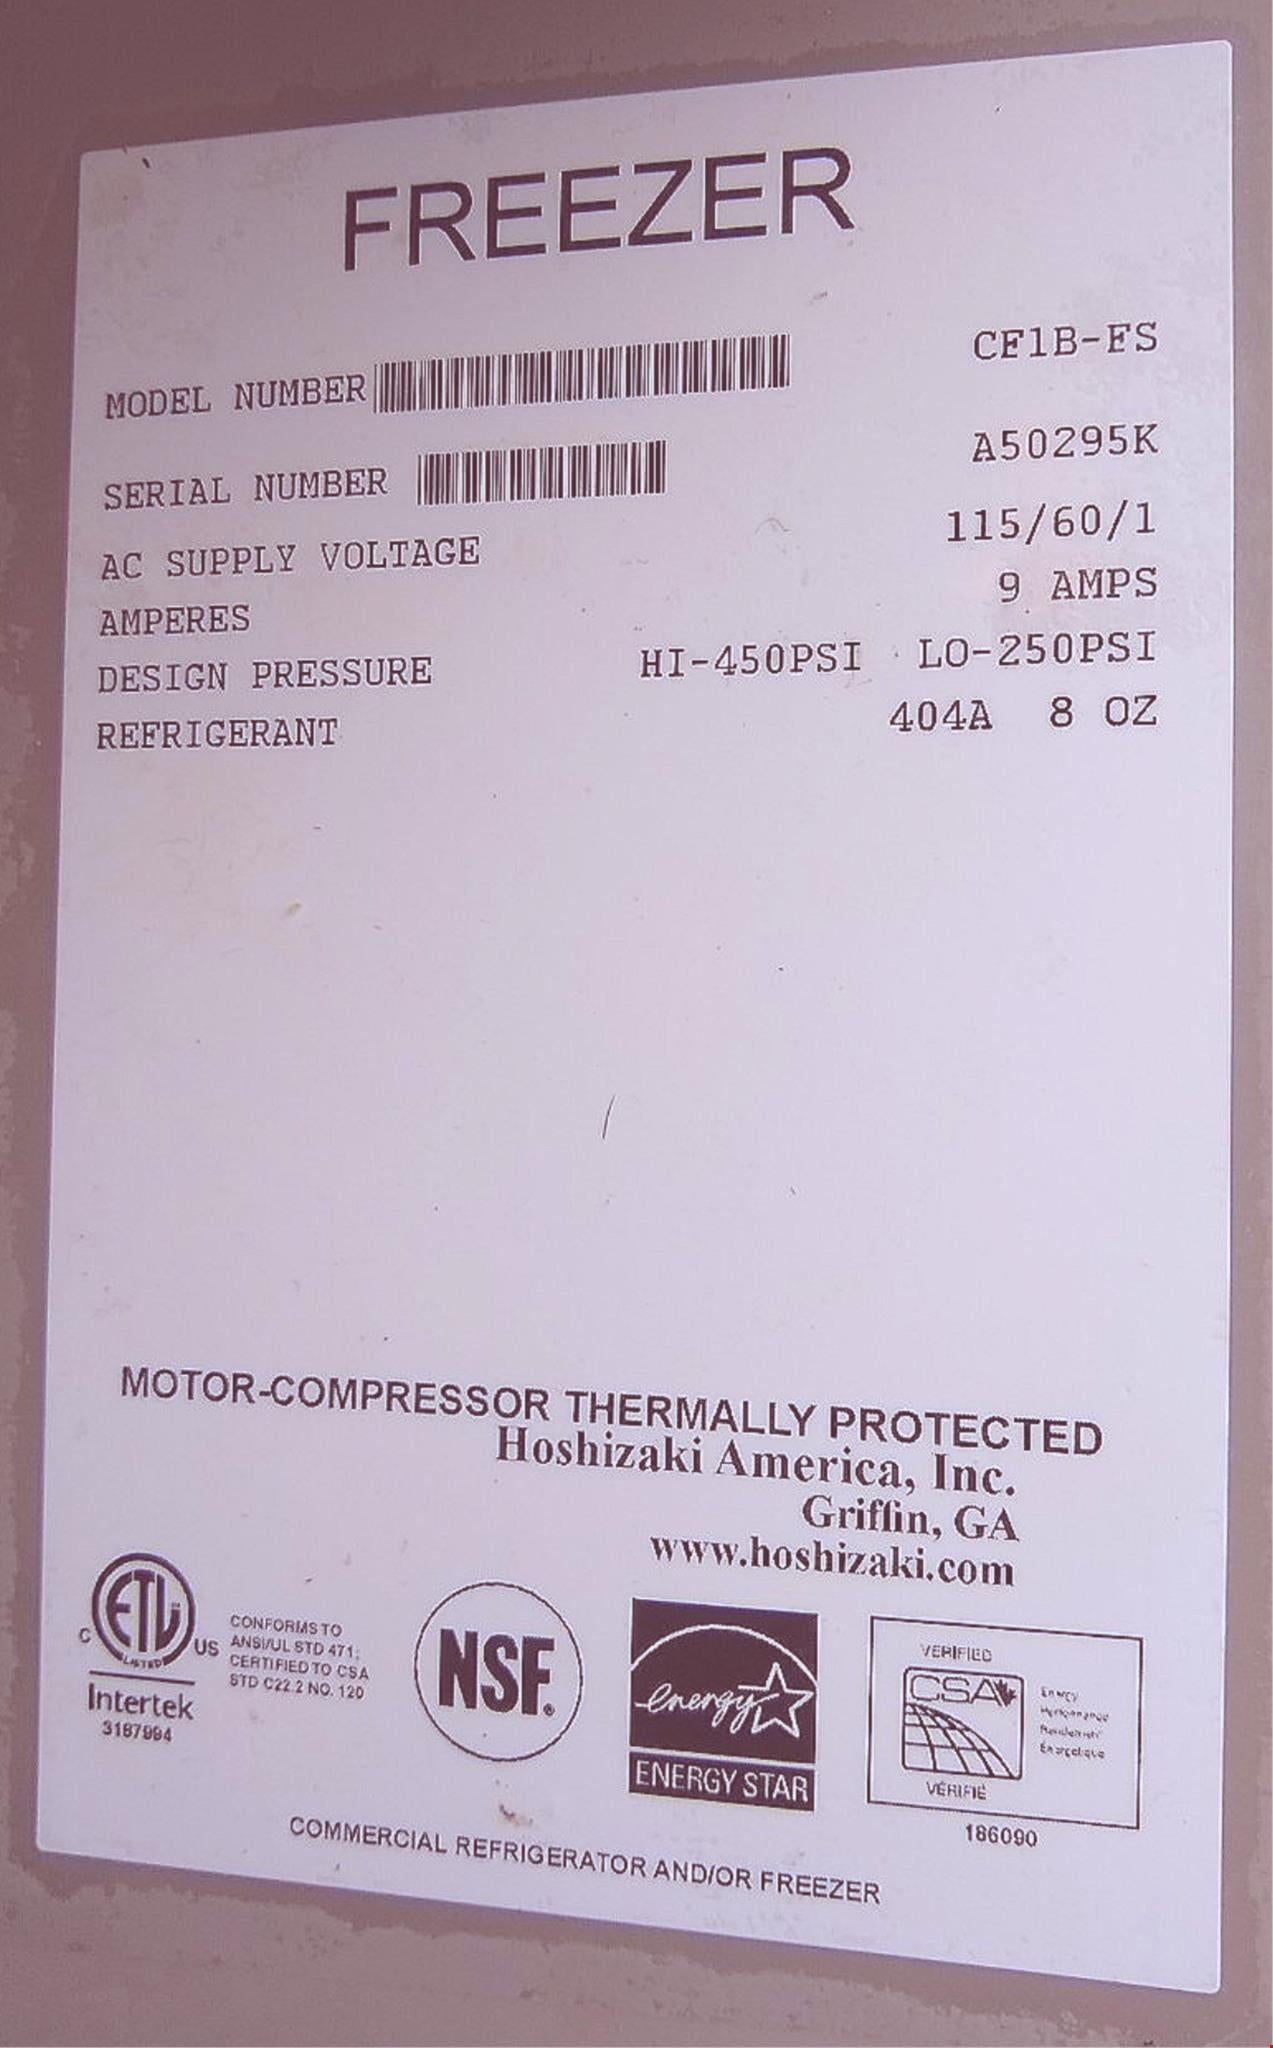 FREEZER
MODEL NUMBER CF1B-FS
SERIAL NUMBER A50295K
AC SUPPLY VOLTAGE 115/60/1
AMPERES 9 AMPS
DESIGN PRESSURE HI-450PSI LO-250PSI
REFRIGERANT 404A 8 OZ
MOTOR-COMPRESSOR THERMALLY PROTECTED
Hoshizaki America, Inc.
Griffin, GA
www.hoshizaki.com
ETL
LISTED
C US
Intertek
3187994
CONFORMS TO
ANSI/UL STD 471;
CERTIFIED TO CSA
STD C22.2 NO. 120
NSF®
energy
ENERGY STAR
VERIFIED
CSA
VÉRIFIÉ
Energy
Performance
Énergétique
186090
COMMERCIAL REFRIGERATOR AND/OR FREEZER